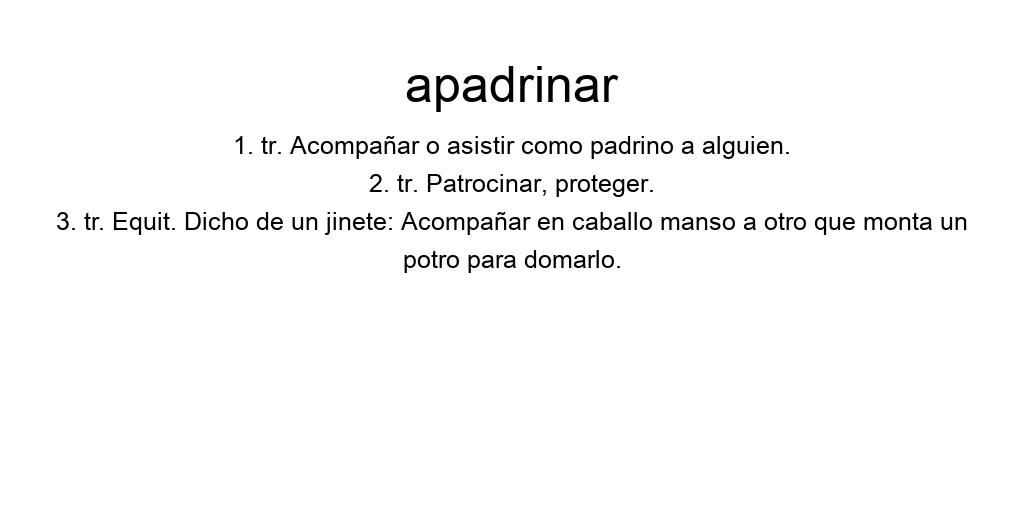 apadrinar
1. tr. Acompañar o asistir como padrino a alguien.
2. tr. Patrocinar, proteger.
3. tr. Equit. Dicho de un jinete: Acompañar en caballo manso a otro que monta un
potro para domarlo.